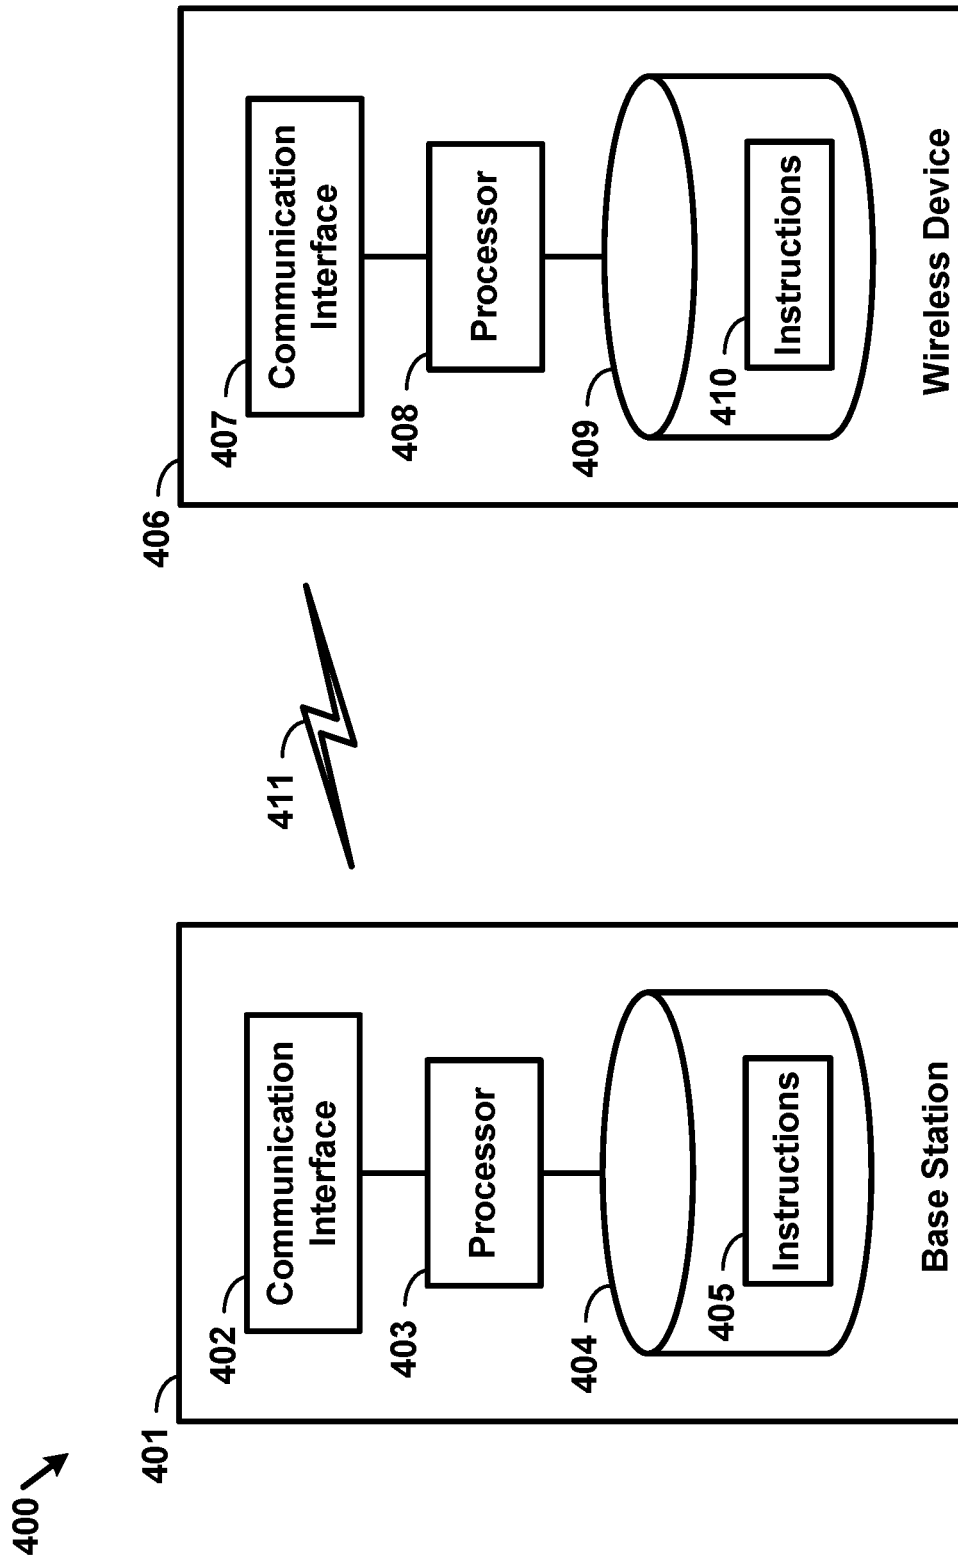 400
401
402
Communication
Interface
403
Processor
404
405
Instructions
Base Station
411
406
407
Communication
Interface
408
Processor
409
410
Instructions
Wireless Device